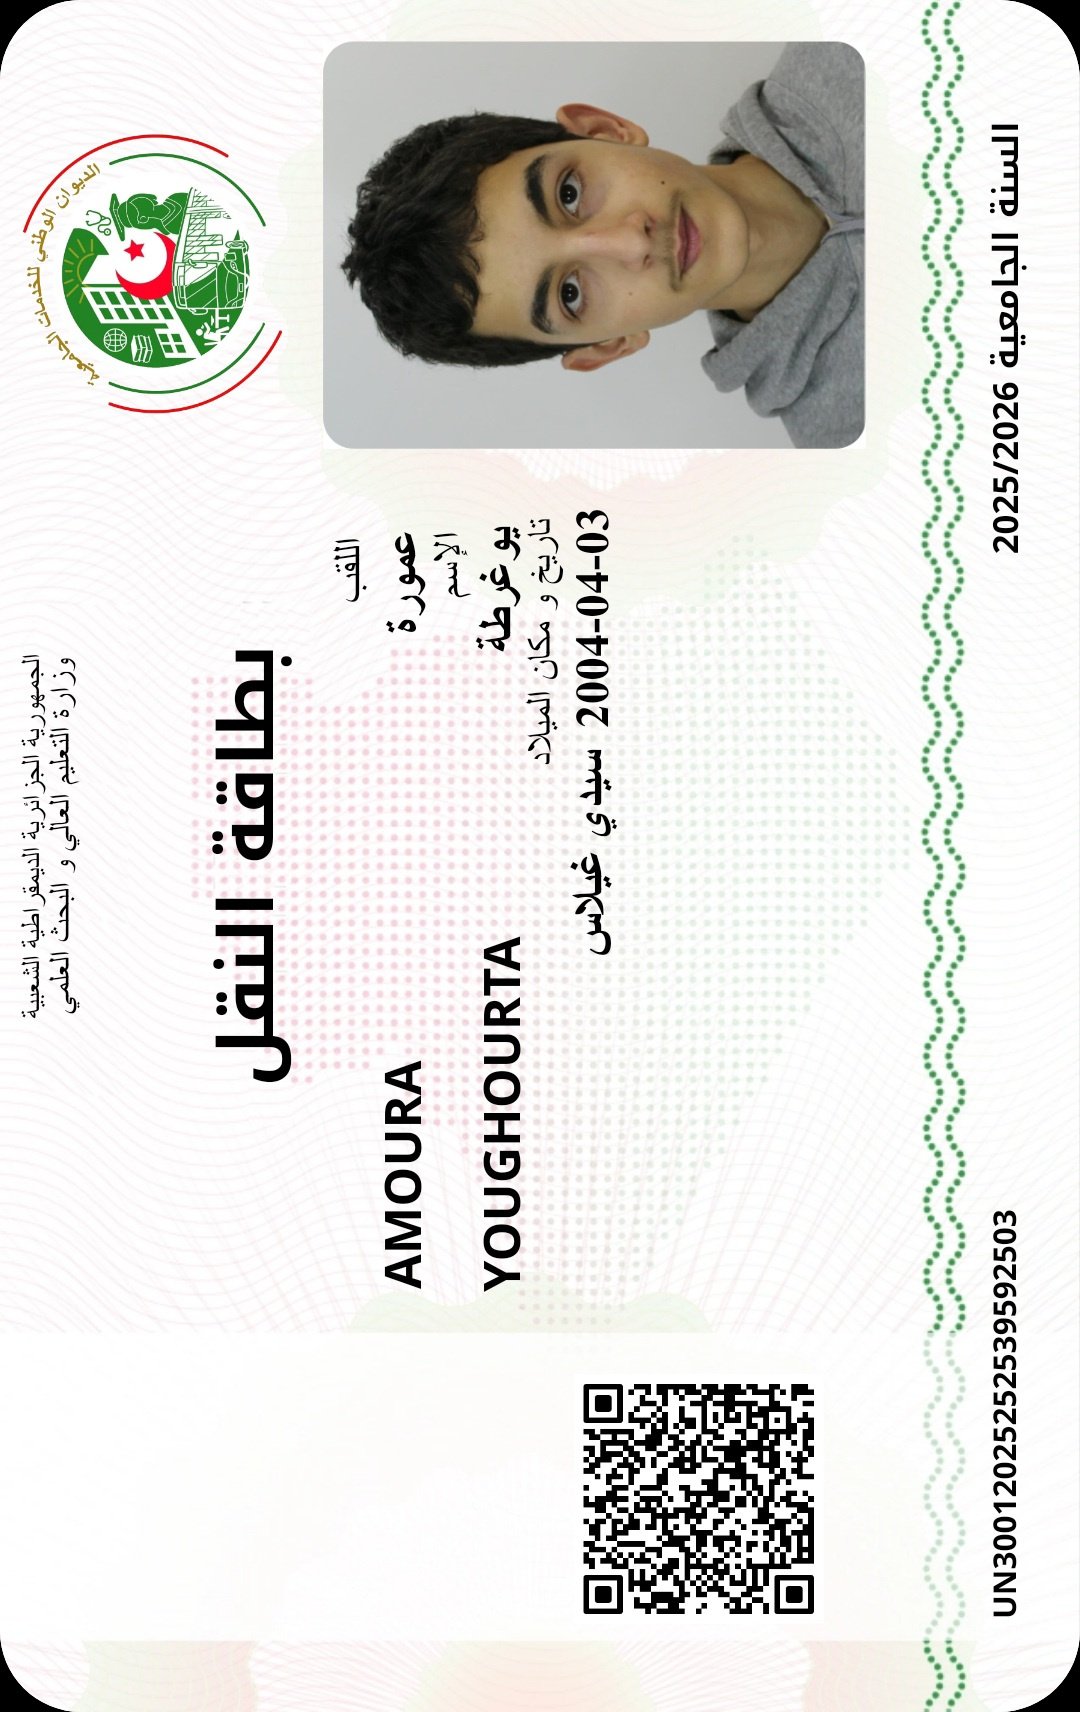 الجمهورية الجزائرية الديمقراطية الشعبية
وزارة التعليم العالي و البحث العلمي
الديوان الوطني للخدمات الجامعية
بطاقة النقل
اللقب
عمورة
AMOURA
الإسم
يوغرطة
YOUGHOURTA
تاريخ و مكان الميلاد
2004-04-03 سيدي غيلاس
السنة الجامعية 2025/2026
UN30012025252539592503